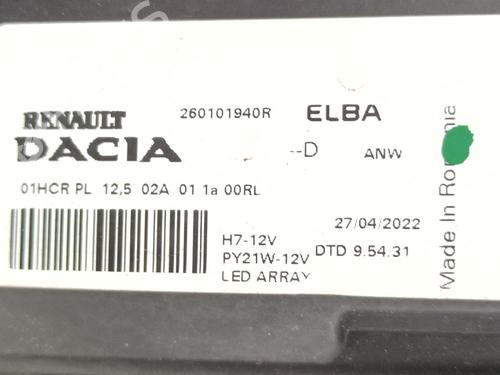 RENAULT
260101940R
ELBA
DACIA
--D
ANW
01HCR PL 12,5 02A 01 1a 00RL
27/04/2022
H7-12V
PY21W-12V
DTD 9.54.31
LED ARRAY
Made In Romania